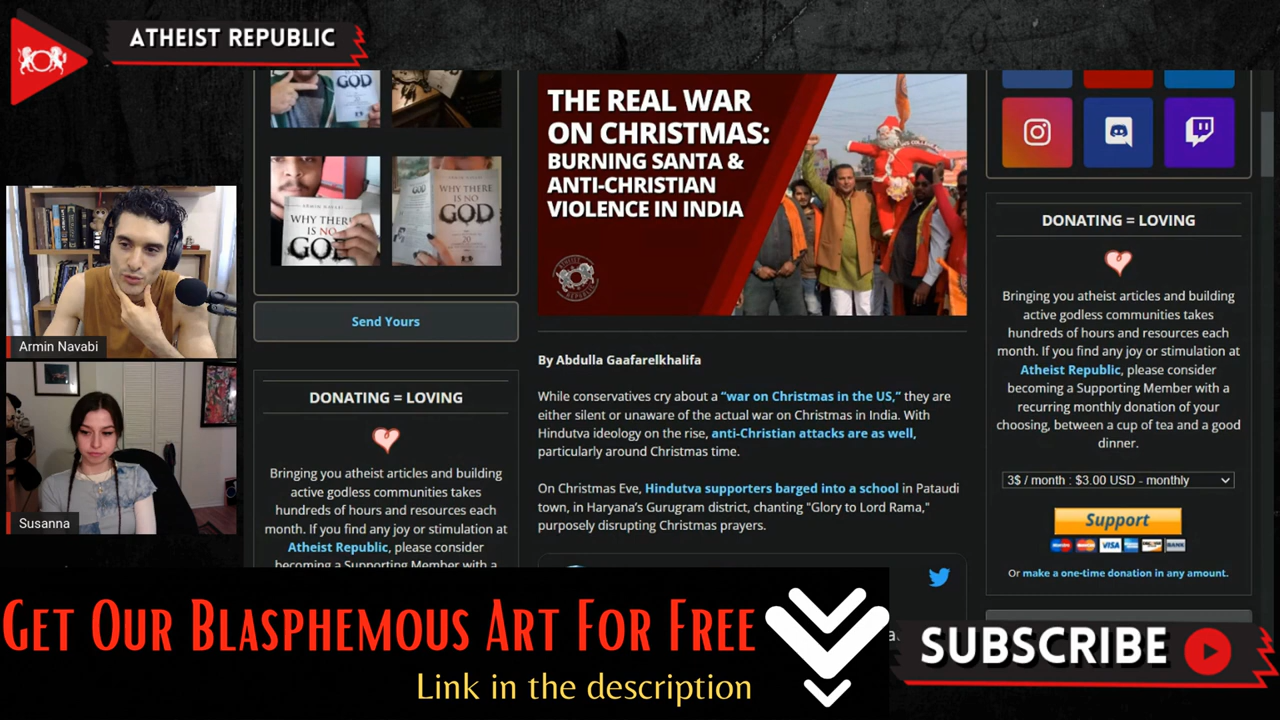 ATHEIST REPUBLIC
Armin Navabi
Susanna
GOD
WHY THERE
IS NO
GOD
WHY THERE
IS NO
GOD
Send Yours
DONATING = LOVING
Bringing you atheist articles and building
active godless communities takes
hundreds of hours and resources each
month. If you find any joy or stimulation at
Atheist Republic, please consider
becoming a Supporting Member with a
THE REAL WAR
ON CHRISTMAS:
BURNING SANTA &
ANTI-CHRISTIAN
VIOLENCE IN INDIA
By Abdulla Gaafarelkhalifa
While conservatives cry about a “war on Christmas in the US,” they are
either silent or unaware of the actual war on Christmas in India. With
Hindutva ideology on the rise, anti-Christian attacks are as well,
particularly around Christmas time.
On Christmas Eve, Hindutva supporters barged into a school in Pataudi
town, in Haryana’s Gurugram district, chanting "Glory to Lord Rama,"
purposely disrupting Christmas prayers.
DONATING = LOVING
Bringing you atheist articles and building
active godless communities takes
hundreds of hours and resources each
month. If you find any joy or stimulation at
Atheist Republic, please consider
becoming a Supporting Member with a
recurring monthly donation of your
choosing, between a cup of tea and a good
dinner.
3$ / month : $3.00 USD - monthly
Support
VISA
BANK
Or make a one-time donation in any amount.
GET OUR BLASPHEMOUS ART FOR FREE
Link in the description
SUBSCRIBE